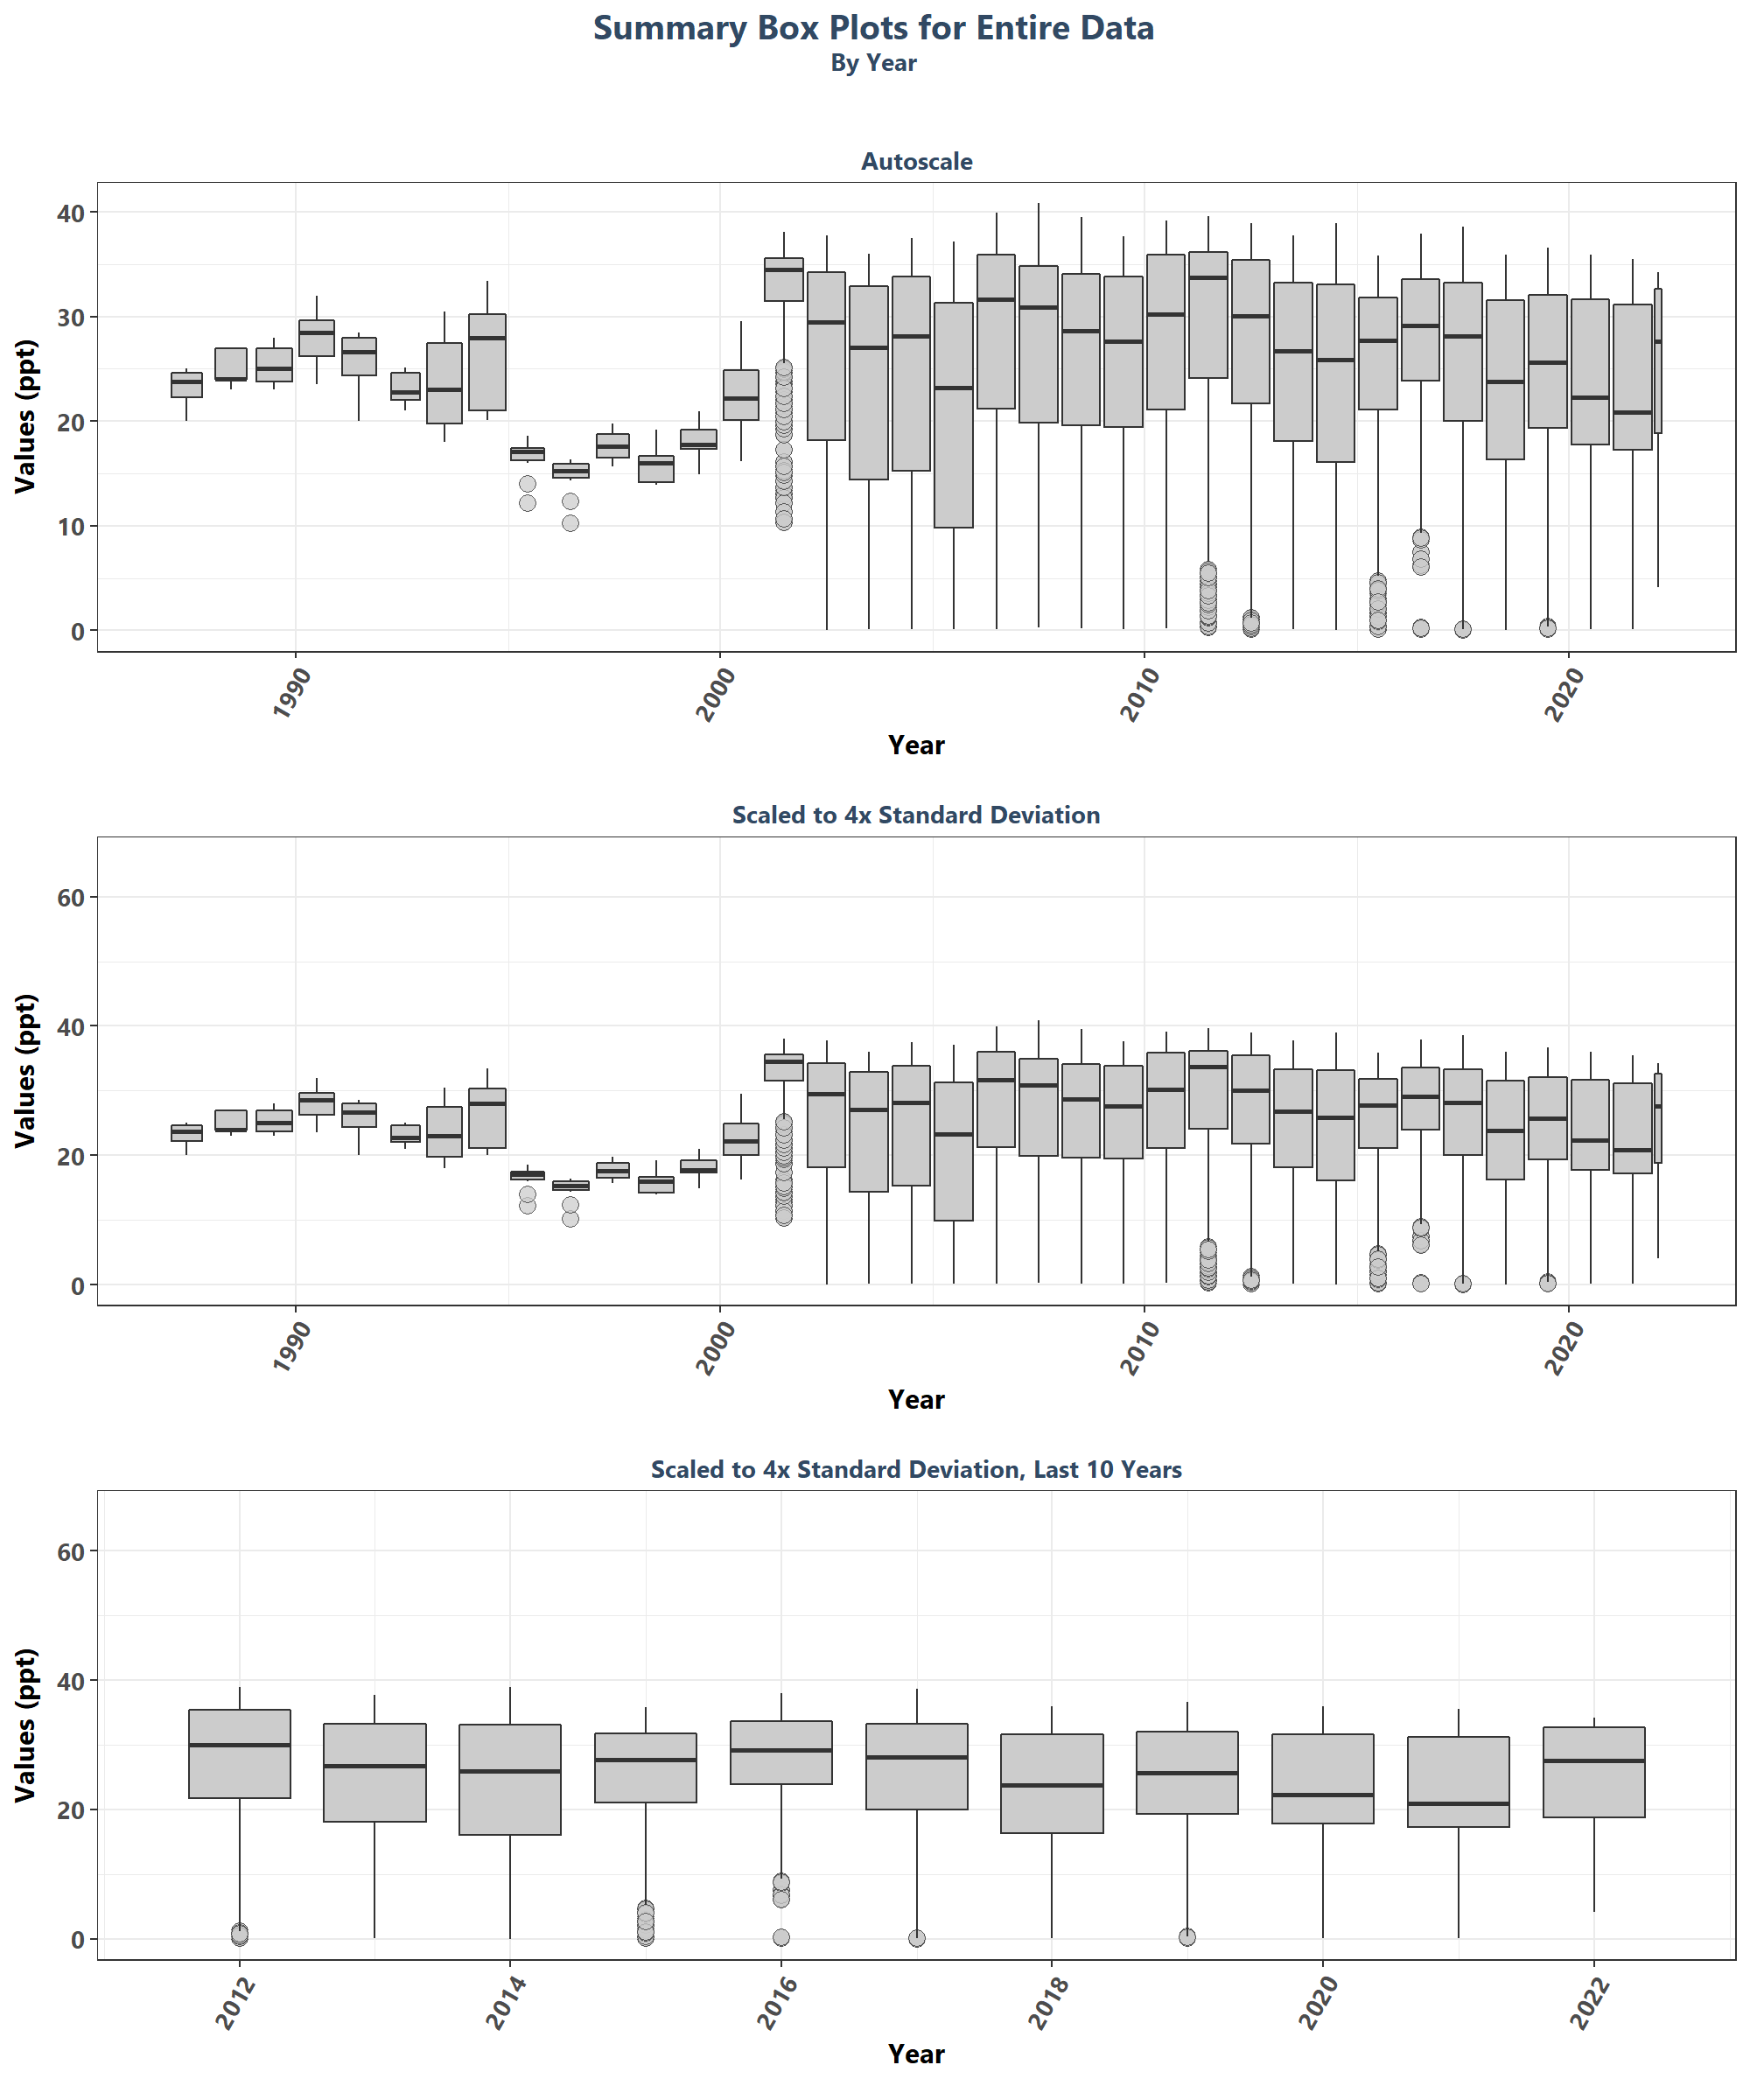 Summary Box Plots for Entire Data
By Year
Autoscale
Values (ppt)
40
30
20
10
0
1990
2000
2010
2020
Year
Scaled to 4x Standard Deviation
Values (ppt)
60
40
20
0
1990
2000
2010
2020
Year
Scaled to 4x Standard Deviation, Last 10 Years
Values (ppt)
60
40
20
0
2012
2014
2016
2018
2020
2022
Year